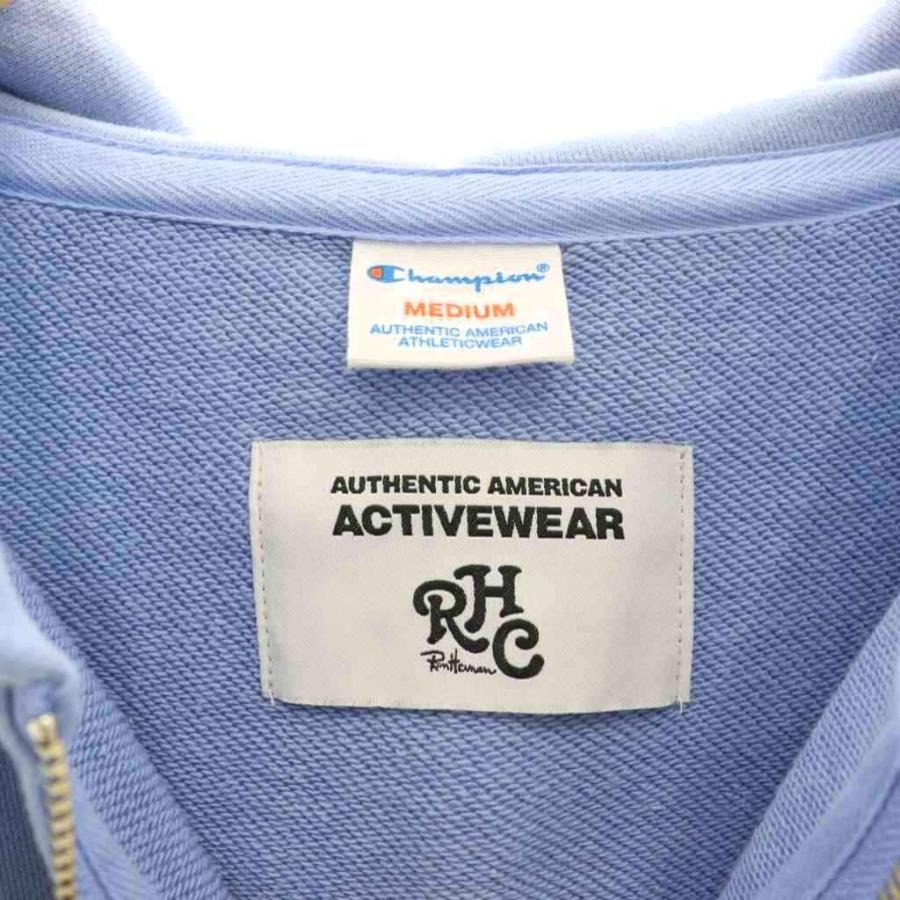 Champion®
MEDIUM
AUTHENTIC AMERICAN
ATHLETICWEAR
AUTHENTIC AMERICAN
ACTIVEWEAR
RHC
Ron Herman